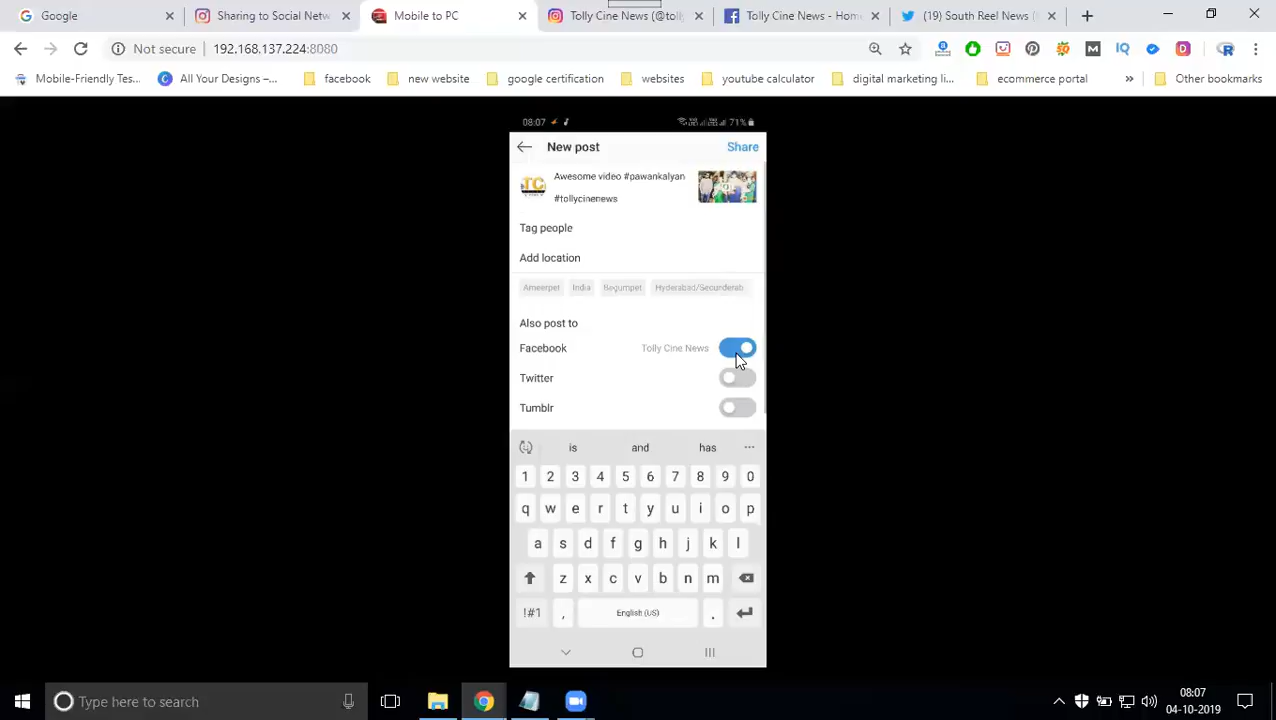 Google
Sharing to Social Netw
Mobile to PC
Tolly Cine News (@tolly
Tolly Cine News - Home
(19) South Reel News (
Not secure 192.168.137.224:8080
Mobile-Friendly Tes...
All Your Designs –...
facebook
new website
google certification
websites
youtube calculator
digital marketing li...
ecommerce portal
Other bookmarks
08:07 71%
New post Share
TC Awesome video #pawankalyan
#tollycinenews
Tag people
Add location
Ameerpet India Begumpet Hyderabad/Secunderab
Also post to
Facebook Tolly Cine News
Twitter
Tumblr
is and has ...
1 2 3 4 5 6 7 8 9 0
q w e r t y u i o p
a s d f g h j k l
z x c v b n m
!#1 , English (US) .
Type here to search
08:07
04-10-2019